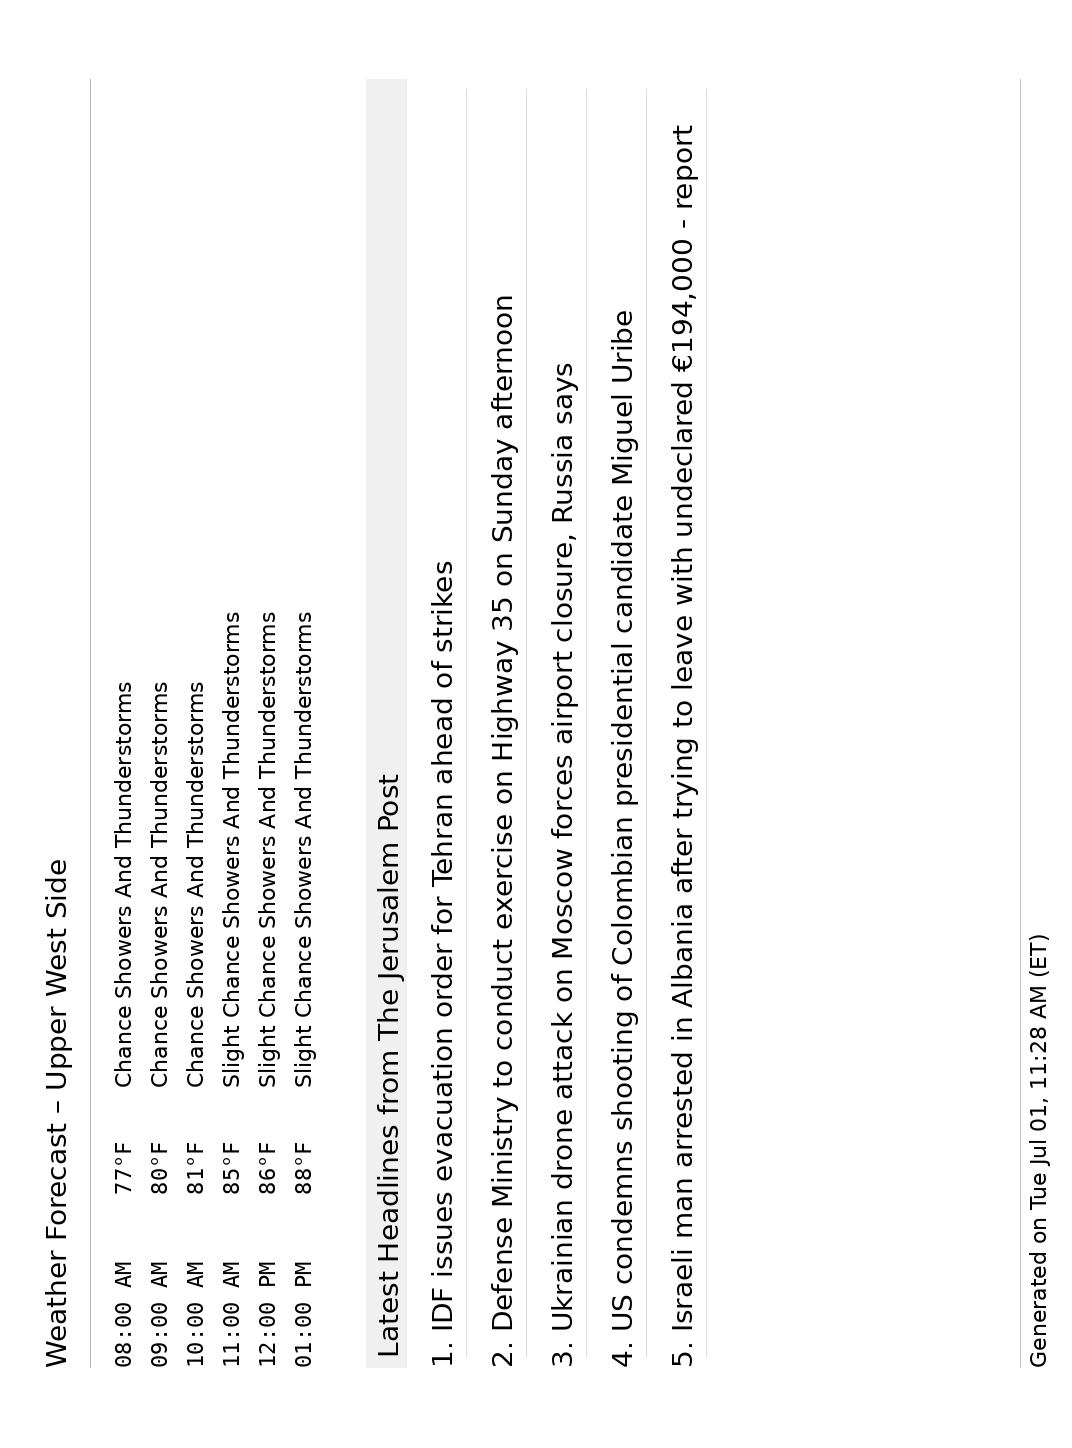 Weather Forecast – Upper West Side
08:00 AM 77°F Chance Showers And Thunderstorms
09:00 AM 80°F Chance Showers And Thunderstorms
10:00 AM 81°F Chance Showers And Thunderstorms
11:00 AM 85°F Slight Chance Showers And Thunderstorms
12:00 PM 86°F Slight Chance Showers And Thunderstorms
01:00 PM 88°F Slight Chance Showers And Thunderstorms
Latest Headlines from The Jerusalem Post
1. IDF issues evacuation order for Tehran ahead of strikes
2. Defense Ministry to conduct exercise on Highway 35 on Sunday afternoon
3. Ukrainian drone attack on Moscow forces airport closure, Russia says
4. US condemns shooting of Colombian presidential candidate Miguel Uribe
5. Israeli man arrested in Albania after trying to leave with undeclared €194,000 - report
Generated on Tue Jul 01, 11:28 AM (ET)